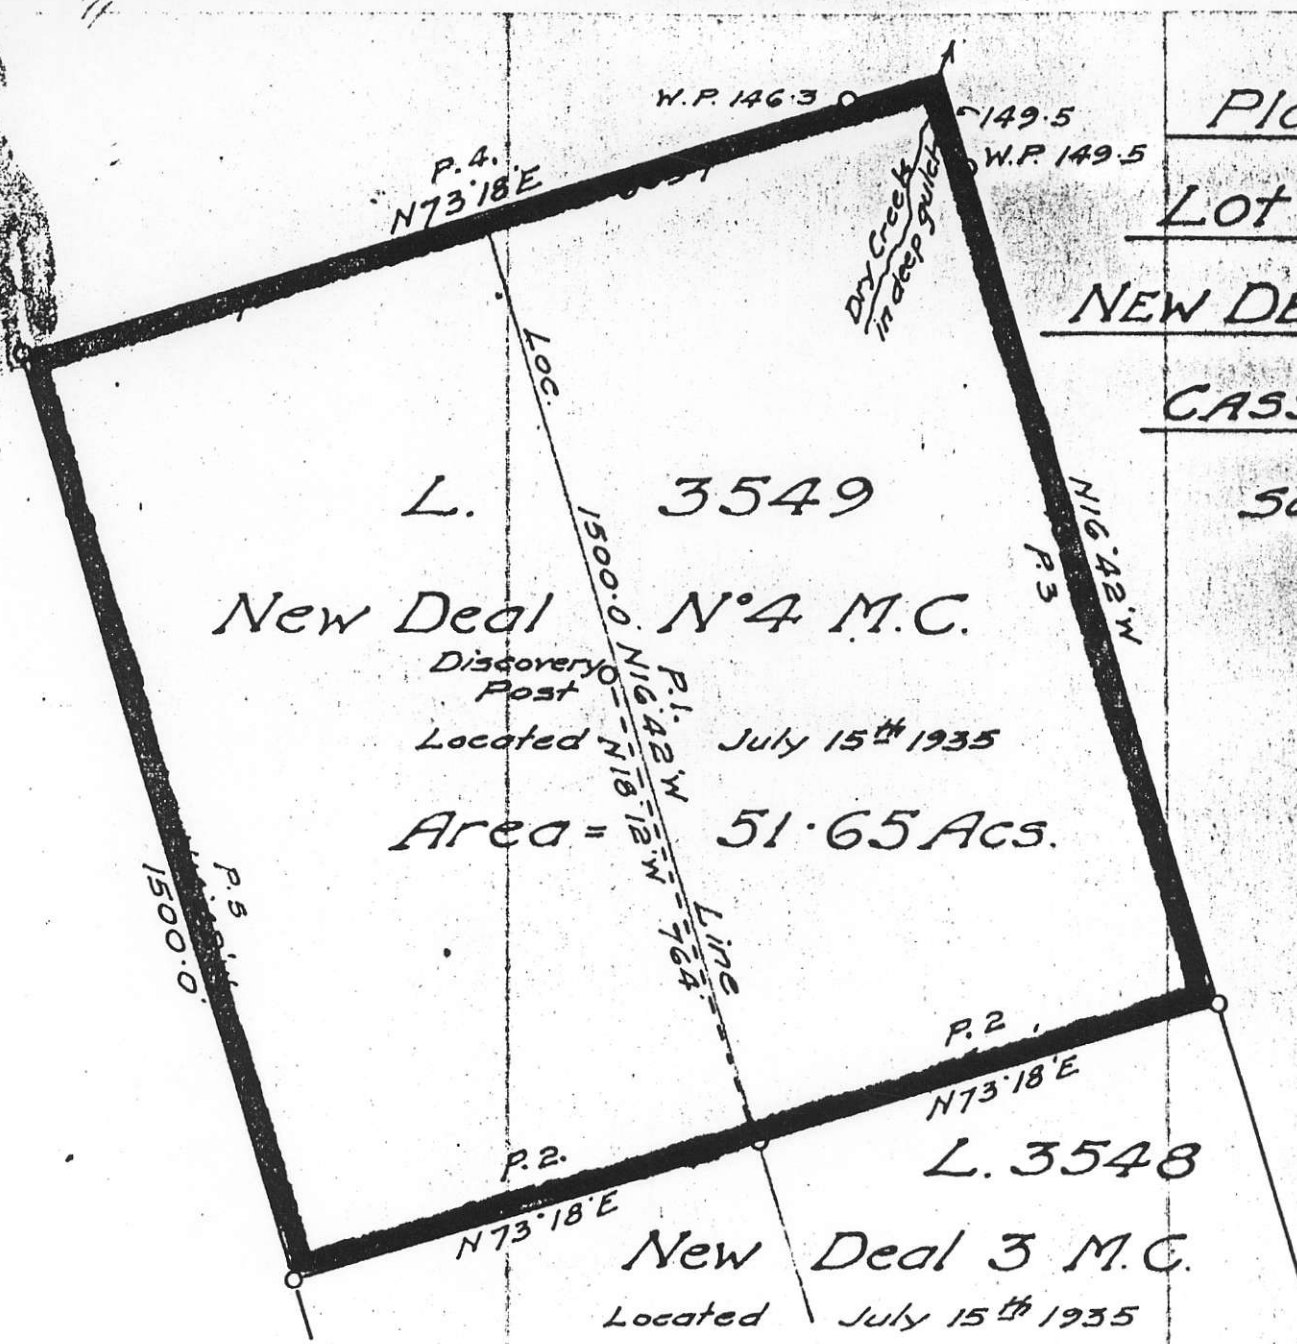 W.P. 146·3
149·5
W.P. 149·5
P. 4.
N73°18'E
Dry Creek
in deep gulch
Lot
NEW DE
CASS
Loc.
L. 3549
1500·0
N16°42'W
P. 3
New Deal N°4 M.C.
Discovery
Post
N16°42'W
P. 1.
Located July 15th 1935
N18°12'W 764
Area = 51·65 Acs.
Line
P. 5
1500·0
P. 2
N73°18'E
P. 2.
N73°18'E
L. 3548
New Deal 3 M.C.
Located July 15th 1935